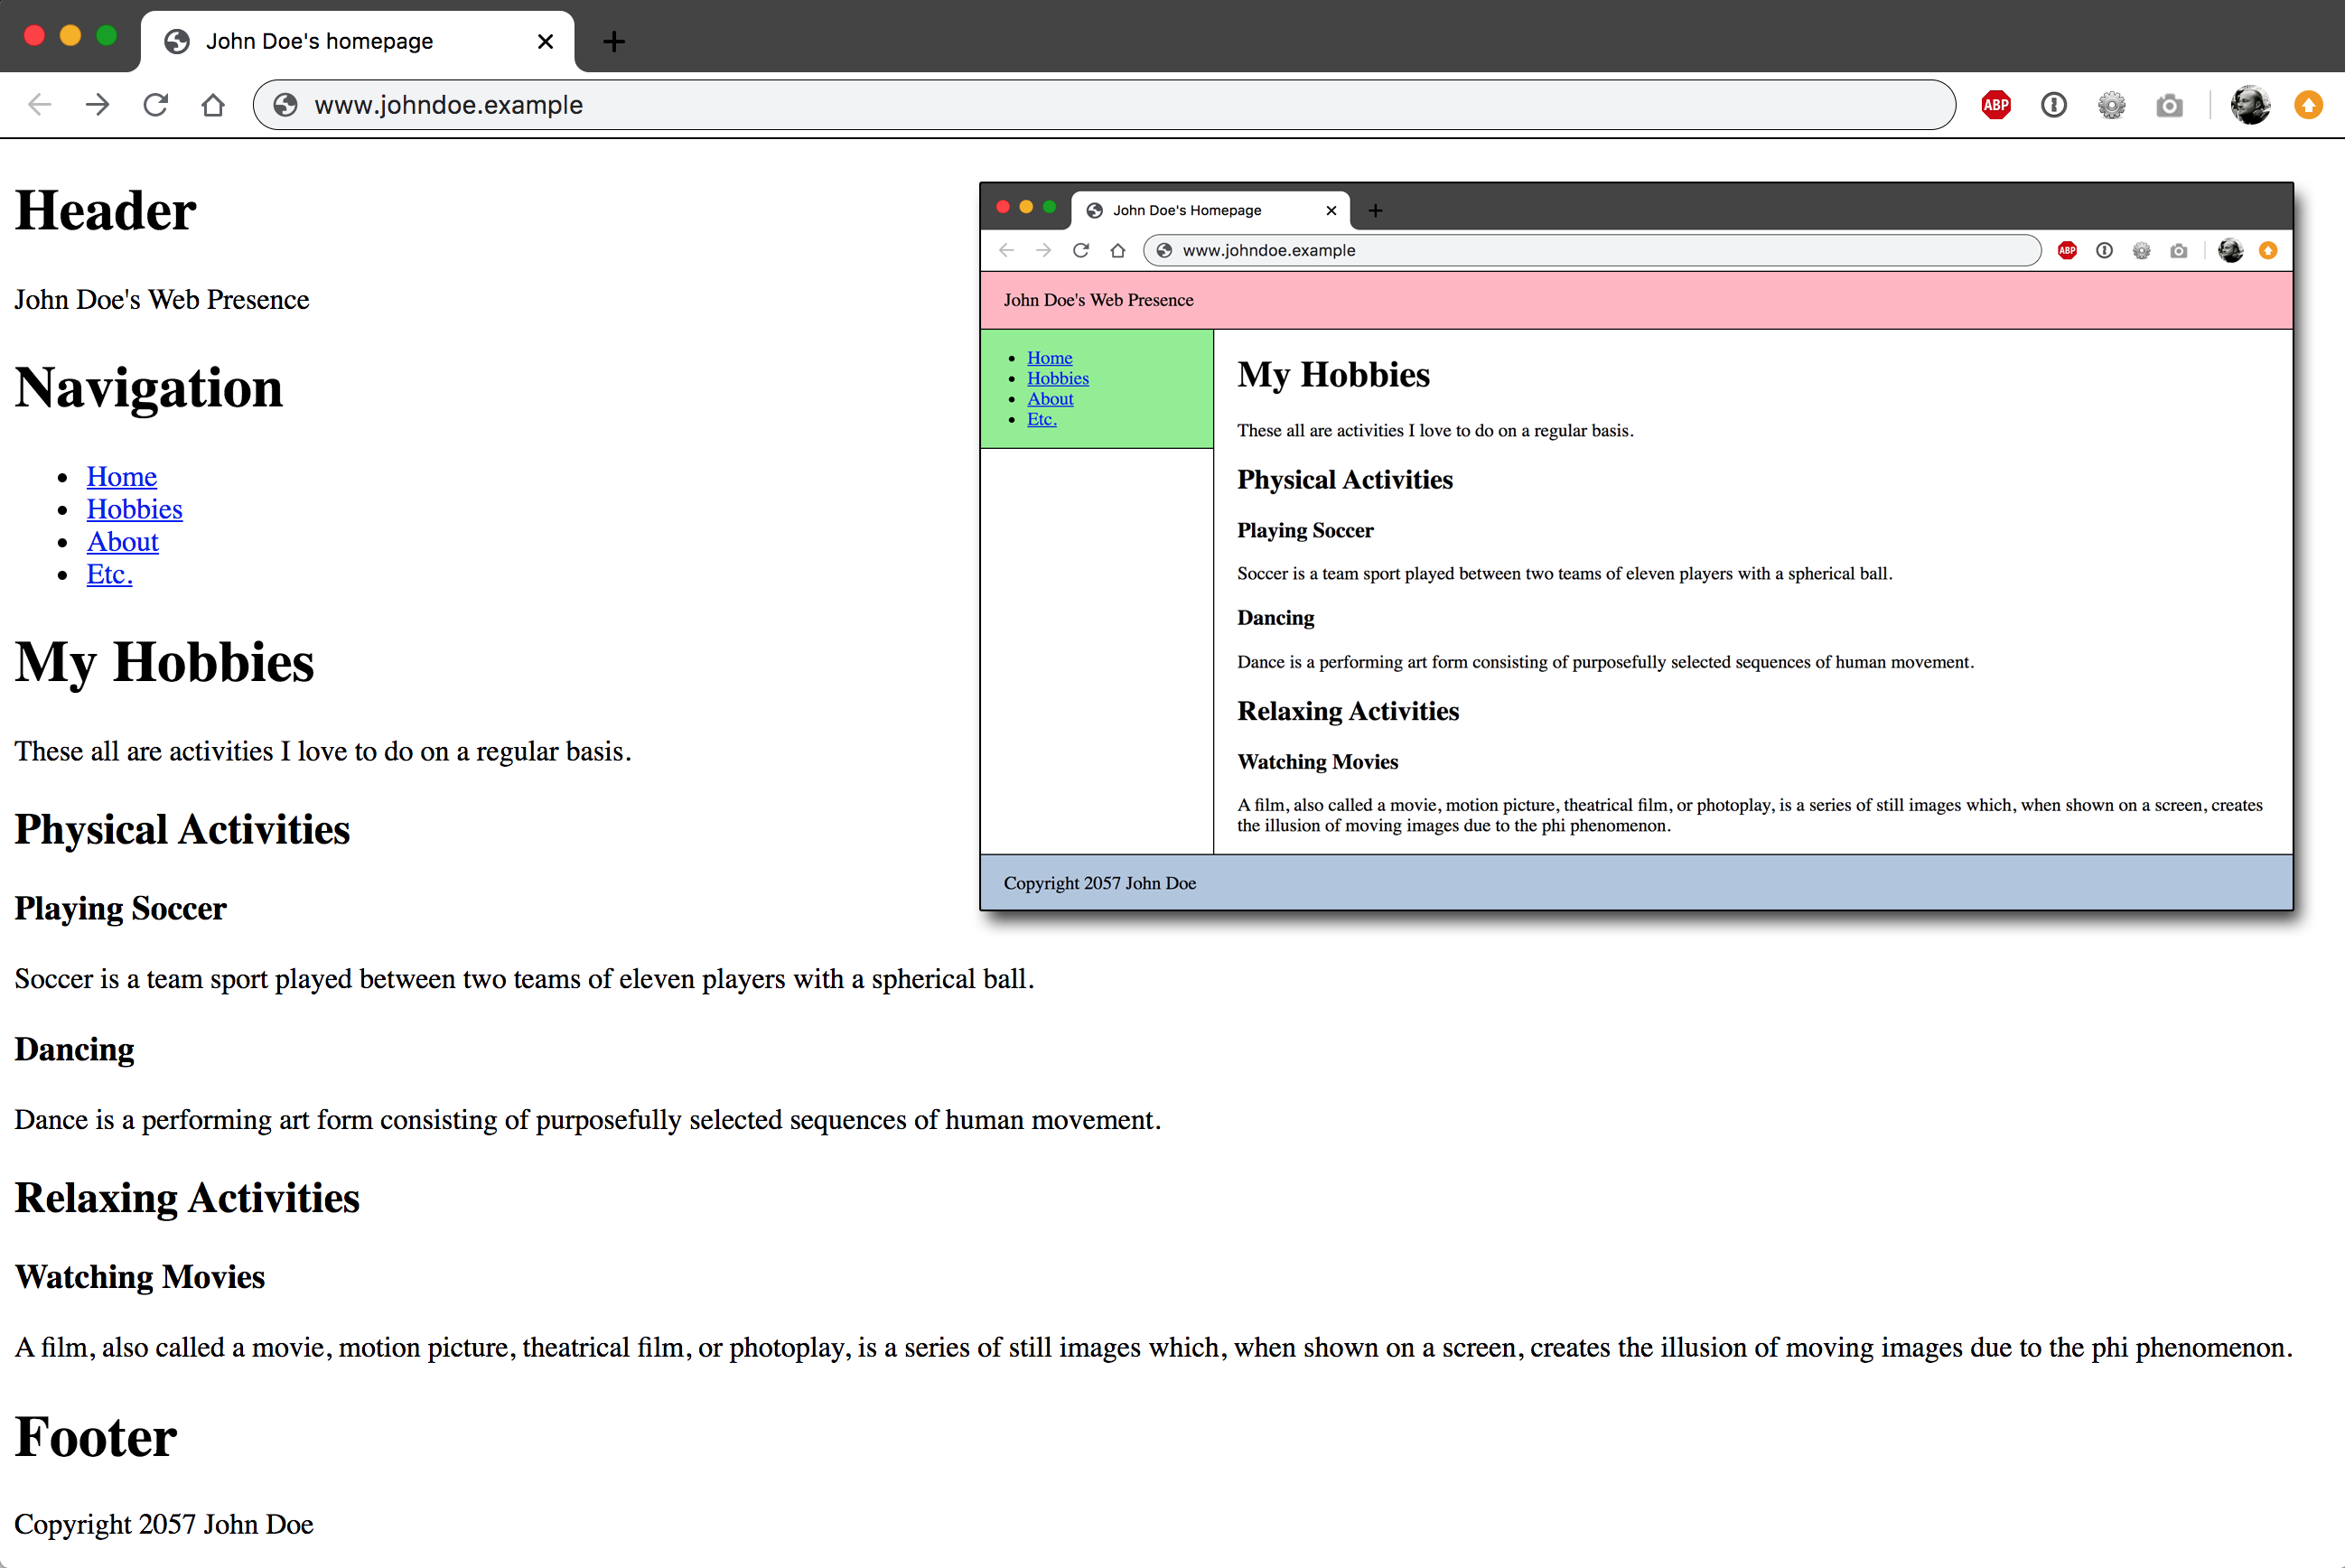 John Doe's homepage
www.johndoe.example
ABP
Header
John Doe's Web Presence
Navigation
Home
Hobbies
About
Etc.
My Hobbies
These all are activities I love to do on a regular basis.
Physical Activities
Playing Soccer
Soccer is a team sport played between two teams of eleven players with a spherical ball.
Dancing
Dance is a performing art form consisting of purposefully selected sequences of human movement.
Relaxing Activities
Watching Movies
A film, also called a movie, motion picture, theatrical film, or photoplay, is a series of still images which, when shown on a screen, creates the illusion of moving images due to the phi phenomenon.
Footer
Copyright 2057 John Doe
John Doe's Homepage
www.johndoe.example
ABP
John Doe's Web Presence
Home
Hobbies
About
Etc.
My Hobbies
These all are activities I love to do on a regular basis.
Physical Activities
Playing Soccer
Soccer is a team sport played between two teams of eleven players with a spherical ball.
Dancing
Dance is a performing art form consisting of purposefully selected sequences of human movement.
Relaxing Activities
Watching Movies
A film, also called a movie, motion picture, theatrical film, or photoplay, is a series of still images which, when shown on a screen, creates
the illusion of moving images due to the phi phenomenon.
Copyright 2057 John Doe